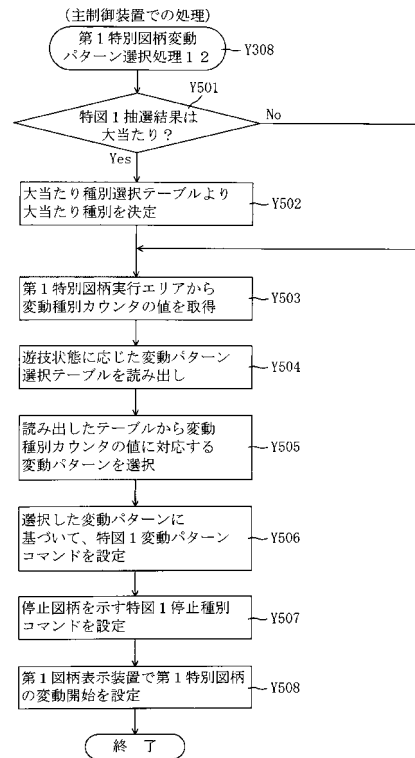 (主制御装置での処理)
第1特別図柄変動
パターン選択処理12
Y308
Y501
特図1抽選結果は
大当たり?
No
Yes
大当たり種別選択テーブルより
大当たり種別を決定
Y502
第1特別図柄実行エリアから
変動種別カウンタの値を取得
Y503
遊技状態に応じた変動パターン
選択テーブルを読み出し
Y504
読み出したテーブルから変動
種別カウンタの値に対応する
変動パターンを選択
Y505
選択した変動パターンに
基づいて、特図1変動パターン
コマンドを設定
Y506
停止図柄を示す特図1停止種別
コマンドを設定
Y507
第1図柄表示装置で第1特別図柄
の変動開始を設定
Y508
終 了